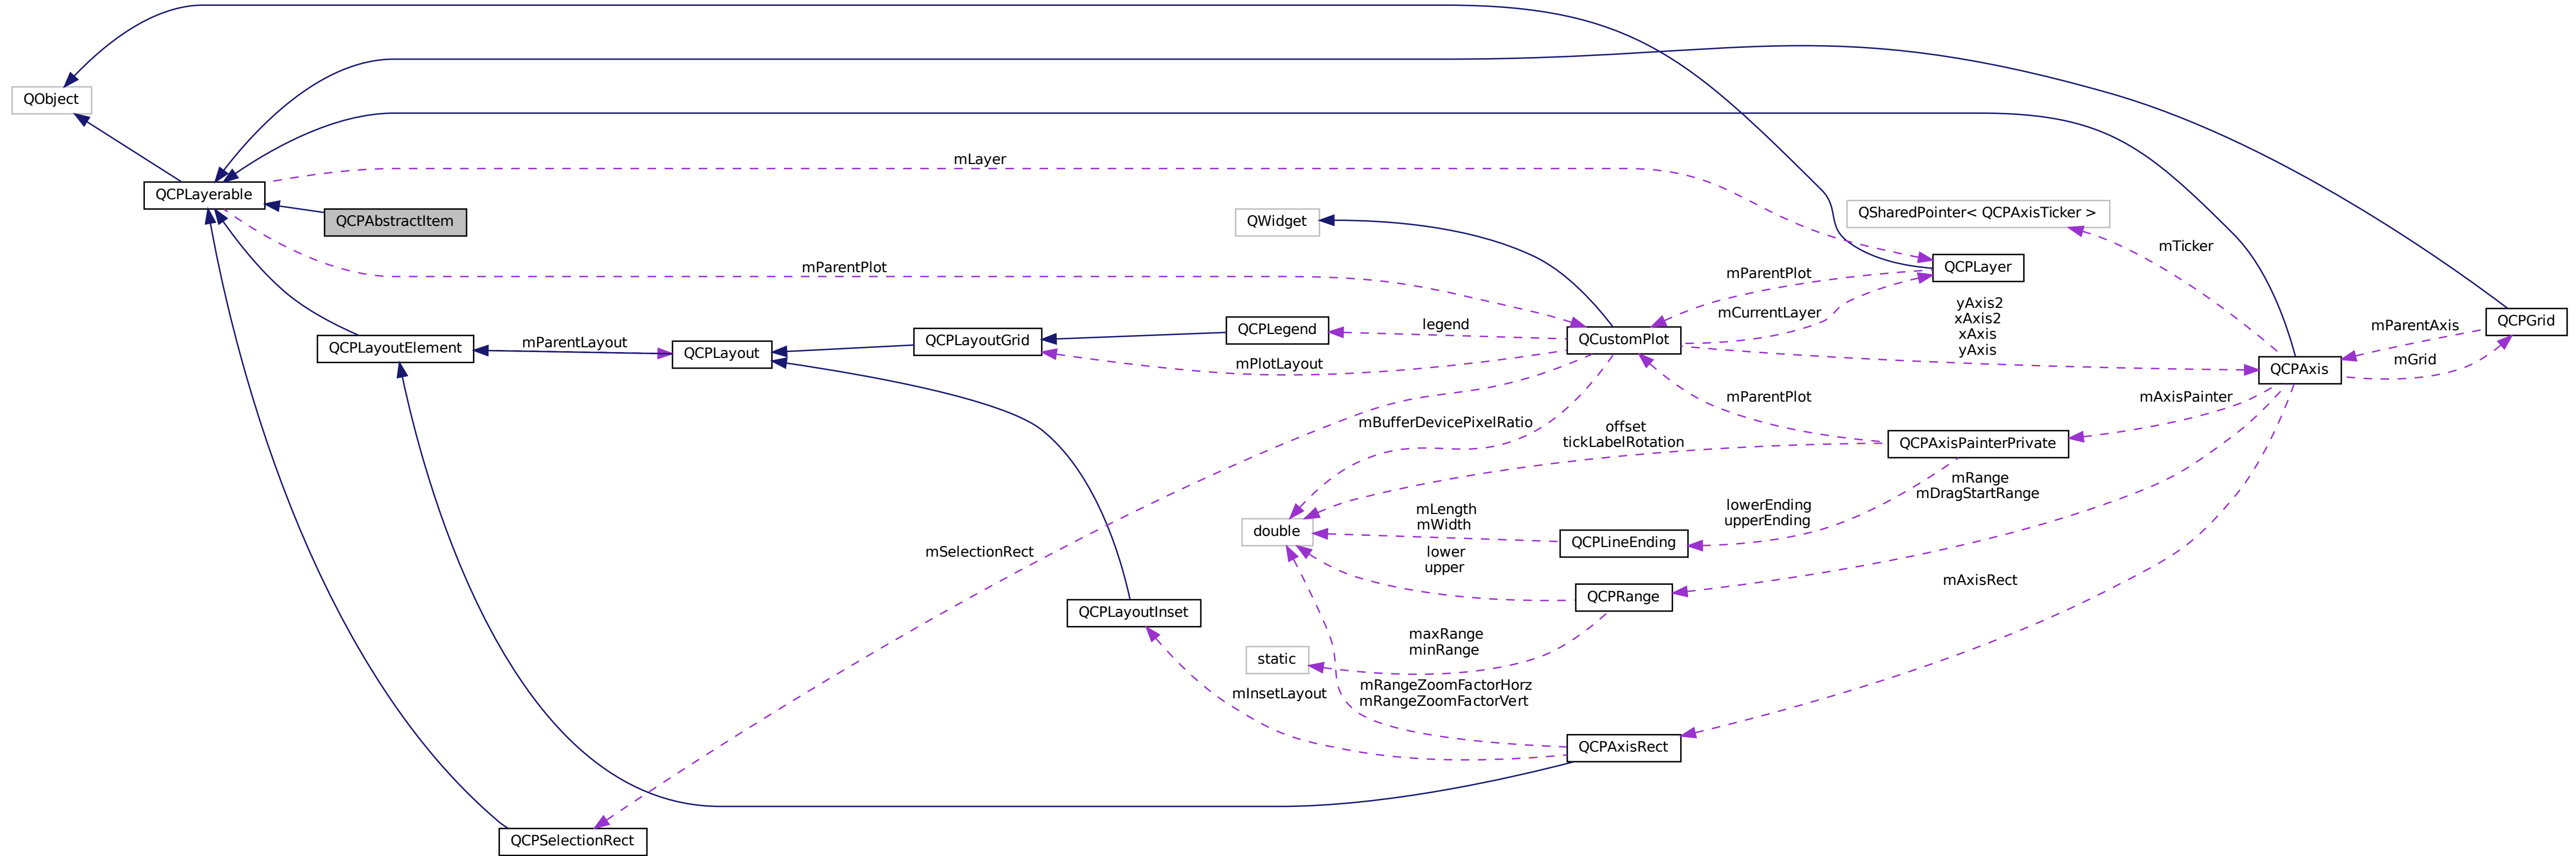 QObject
mLayer
QCPLayerable
QCPAbstractItem
QWidget
QSharedPointer< QCPAxisTicker >
mTicker
mParentPlot
QCPLayer
mParentPlot
mCurrentLayer
yAxis2
xAxis2
xAxis
yAxis
QCPGrid
mParentAxis
mGrid
QCPLayoutElement
mParentLayout
QCPLayout
QCPLayoutGrid
QCPLegend
legend
mPlotLayout
QCustomPlot
QCPAxis
mParentPlot
mAxisPainter
mBufferDevicePixelRatio
offset
tickLabelRotation
QCPAxisPainterPrivate
mRange
mDragStartRange
mLength
mWidth
lowerEnding
upperEnding
double
QCPLineEnding
mSelectionRect
lower
upper
mAxisRect
QCPLayoutInset
QCPRange
maxRange
minRange
static
mInsetLayout
mRangeZoomFactorHorz
mRangeZoomFactorVert
QCPAxisRect
QCPSelectionRect